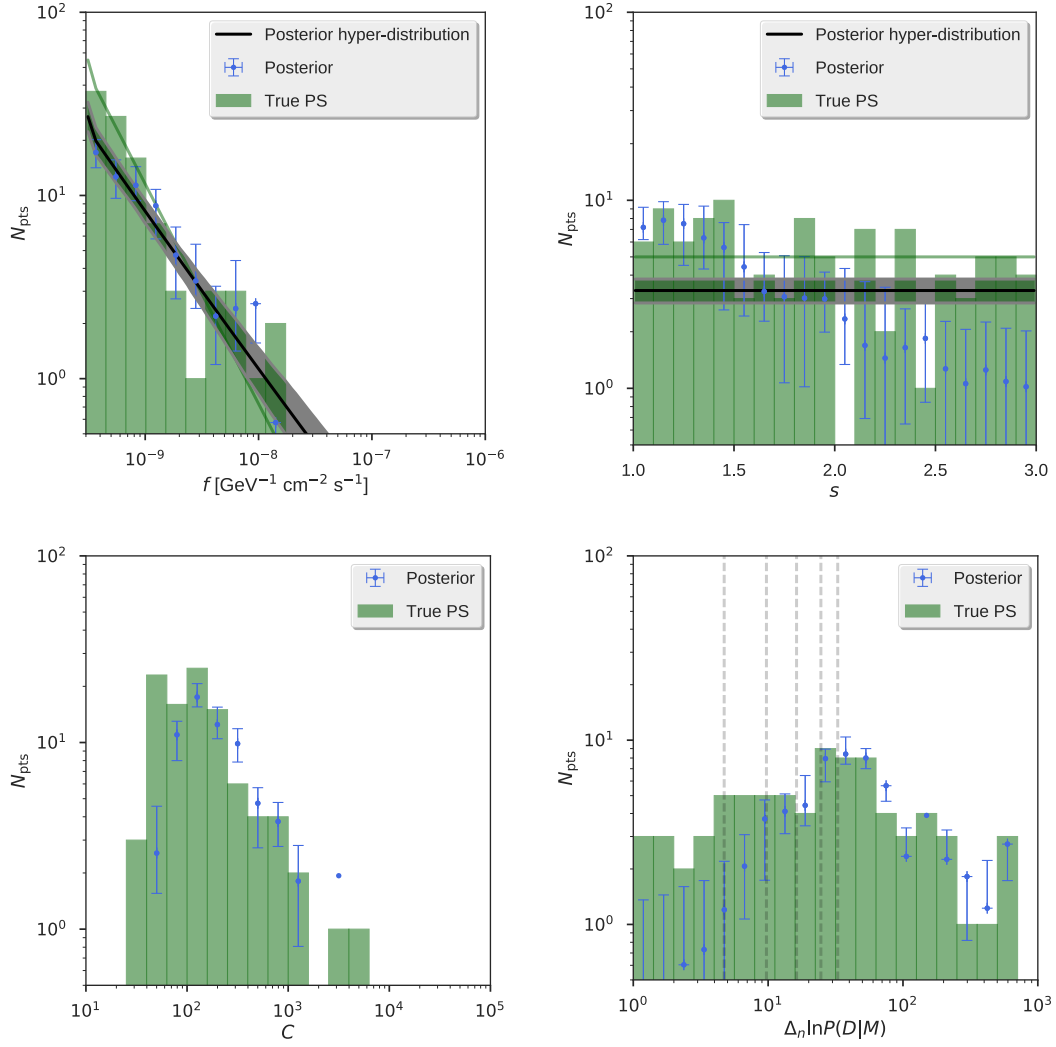 10²
10¹
10⁰
N_pts
Posterior hyper-distribution
Posterior
True PS
10⁻⁹
10⁻⁸
10⁻⁷
10⁻⁶
f [GeV⁻¹ cm⁻² s⁻¹]
10²
10¹
10⁰
N_pts
Posterior hyper-distribution
Posterior
True PS
1.0
1.5
2.0
2.5
3.0
s
10²
10¹
10⁰
N_pts
Posterior
True PS
10¹
10²
10³
10⁴
10⁵
C
10²
10¹
10⁰
N_pts
Posterior
True PS
10⁰
10¹
10²
10³
Δₙ lnP(D|M)